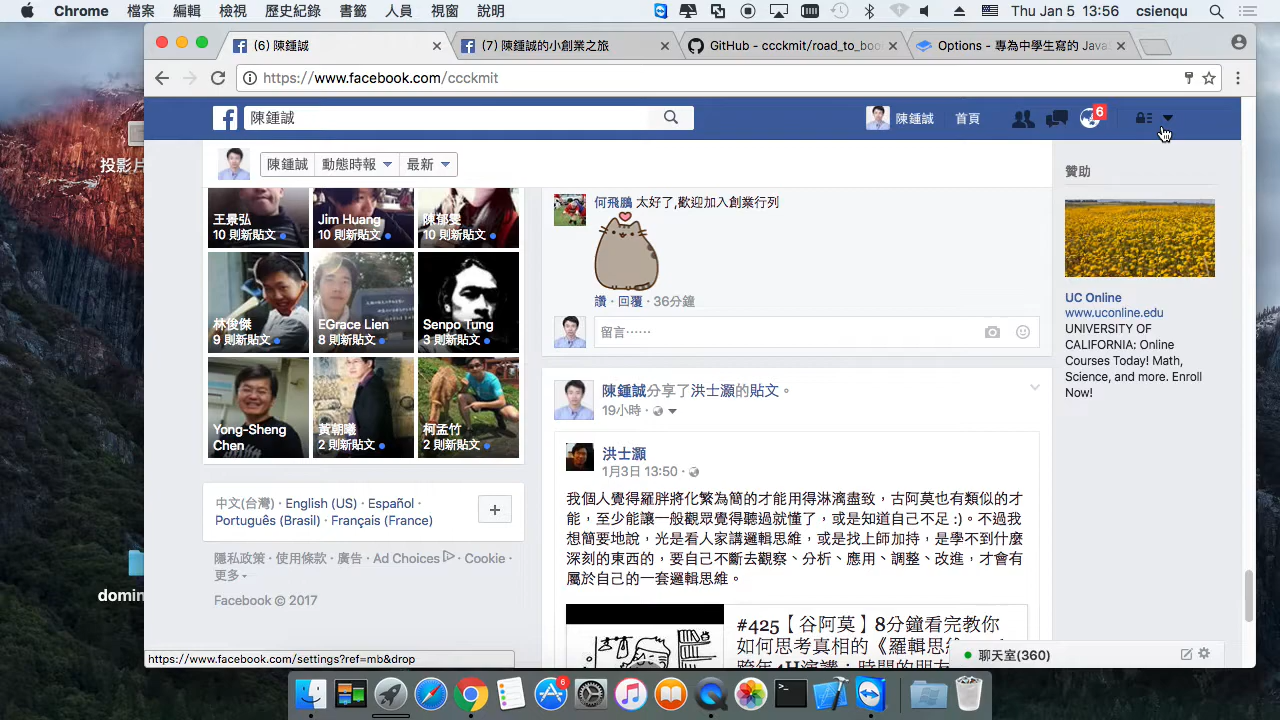 Chrome 檔案 編輯 檢視 歷史紀錄 書籤 人員 視窗 說明 Thu Jan 5 13:56 csienqu
(6) 陳鍾誠
(7) 陳鍾誠的小創業之旅
GitHub - ccckmit/road_to_boo
Options - 專為中學生寫的 Java
https://www.facebook.com/ccckmit
陳鍾誠
陳鍾誠 首頁 6
投影片
陳鍾誠 動態時報 最新
王景弘
10 則新貼文
Jim Huang
10 則新貼文
陳郁雯
10 則新貼文
林俊傑
9 則新貼文
EGrace Lien
8 則新貼文
Senpo Tung
3 則新貼文
Yong-Sheng
Chen
黃朝曦
2 則新貼文
柯孟竹
2 則新貼文
中文(台灣) · English (US) · Español ·
Português (Brasil) · Français (France)
+
隱私政策 · 使用條款 · 廣告 · Ad Choices · Cookie ·
更多
Facebook © 2017
https://www.facebook.com/settings?ref=mb&drop
domin
何飛鵬 太好了,歡迎加入創業行列
讚 · 回覆 · 36分鐘
留言……
陳鍾誠分享了洪士灝的貼文。
19小時 ·
洪士灝
1月3日 13:50 ·
我個人覺得羅胖將化繁為簡的才能用得淋漓盡致，古阿莫也有類似的才
能，至少能讓一般觀眾覺得聽過就懂了，或是知道自己不足 :)。不過我
想簡要地說，光是看人家講邏輯思維，或是找上師加持，是學不到什麼
深刻的東西的，要自己不斷去觀察、分析、應用、調整、改進，才會有
屬於自己的一套邏輯思維。
#425【谷阿莫】8分鐘看完教你
如何思考真相的《羅輯思維
贊助
UC Online
www.uconline.edu
UNIVERSITY OF
CALIFORNIA: Online
Courses Today! Math,
Science, and more. Enroll
Now!
聊天室(360)
6